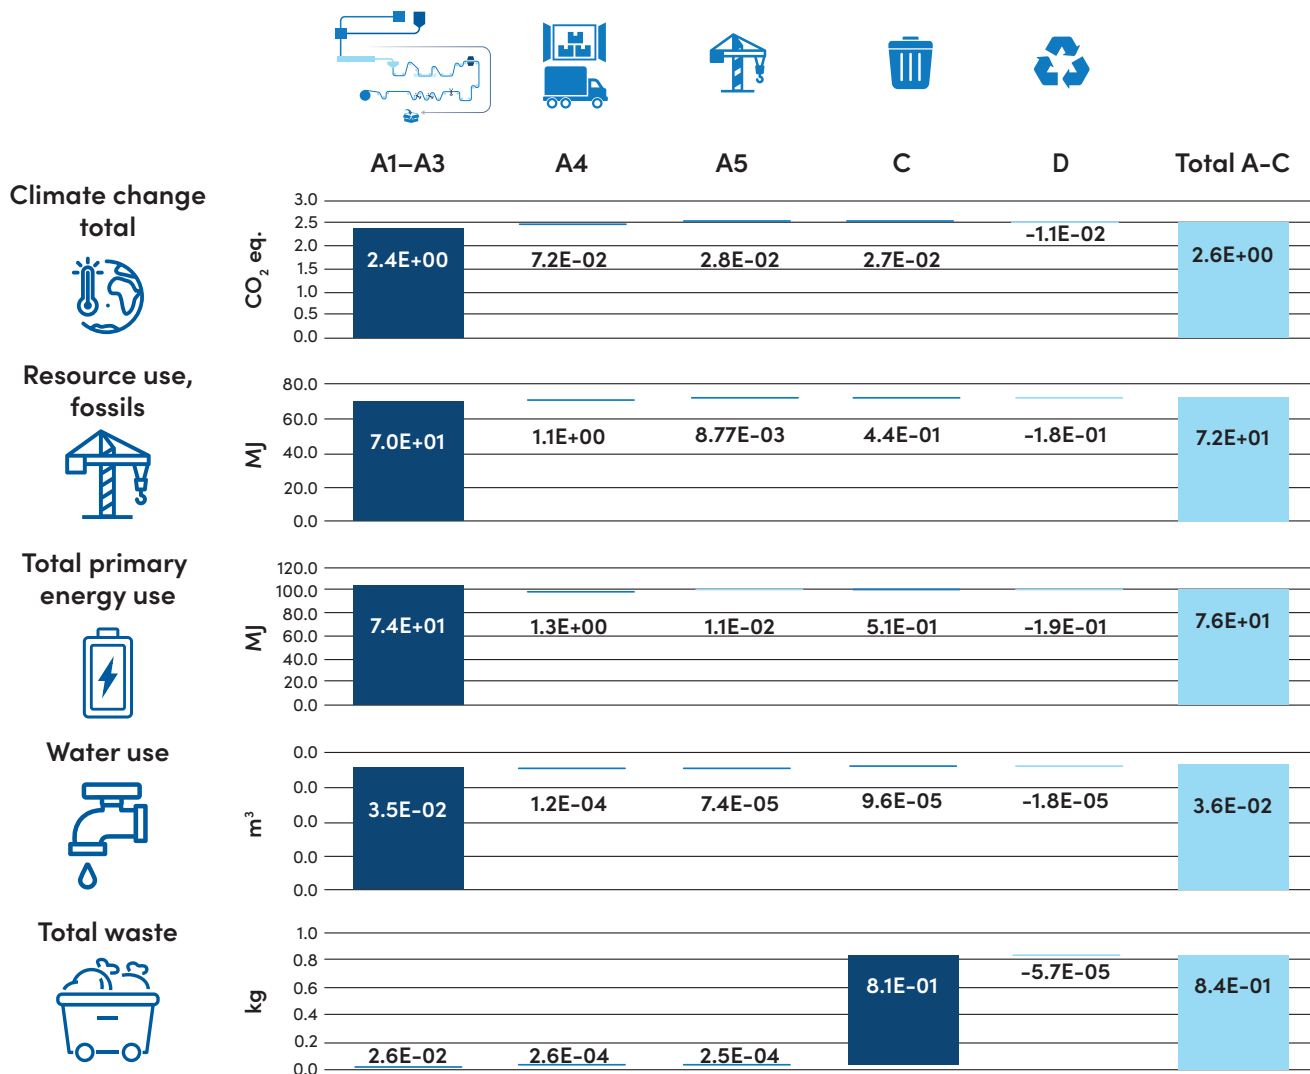 A1–A3 A4 A5 C D Total A-C
Climate change
total
CO₂ eq.
3.0
2.5
2.0
1.5
1.0
0.5
0.0
2.4E+00 7.2E-02 2.8E-02 2.7E-02 -1.1E-02 2.6E+00
Resource use,
fossils
MJ
80.0
60.0
40.0
20.0
0.0
7.0E+01 1.1E+00 8.77E-03 4.4E-01 -1.8E-01 7.2E+01
Total primary
energy use
MJ
120.0
100.0
80.0
60.0
40.0
20.0
0.0
7.4E+01 1.3E+00 1.1E-02 5.1E-01 -1.9E-01 7.6E+01
Water use
m³
0.0
0.0
0.0
0.0
0.0
3.5E-02 1.2E-04 7.4E-05 9.6E-05 -1.8E-05 3.6E-02
Total waste
kg
1.0
0.8
0.6
0.4
0.2
0.0
2.6E-02 2.6E-04 2.5E-04 8.1E-01 -5.7E-05 8.4E-01